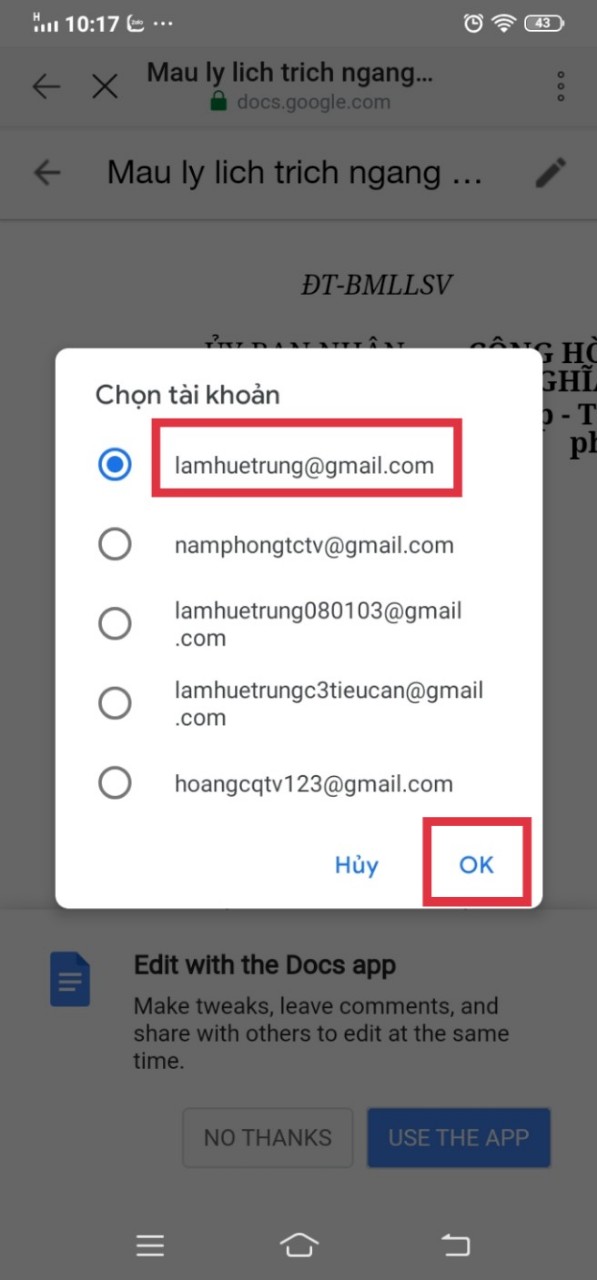 10:17
43
Mau ly lich trich ngang...
docs.google.com
Mau ly lich trich ngang ...
ĐT-BMLLSV
ỦY BAN NHÂN
CÔNG HÒ
Chọn tài khoản
lamhuetrung@gmail.com
namphongtctv@gmail.com
lamhuetrung080103@gmail
.com
lamhuetrungc3tieucan@gmail
.com
hoangcqtv123@gmail.com
Hủy
OK
Edit with the Docs app
Make tweaks, leave comments, and
share with others to edit at the same
time.
NO THANKS
USE THE APP